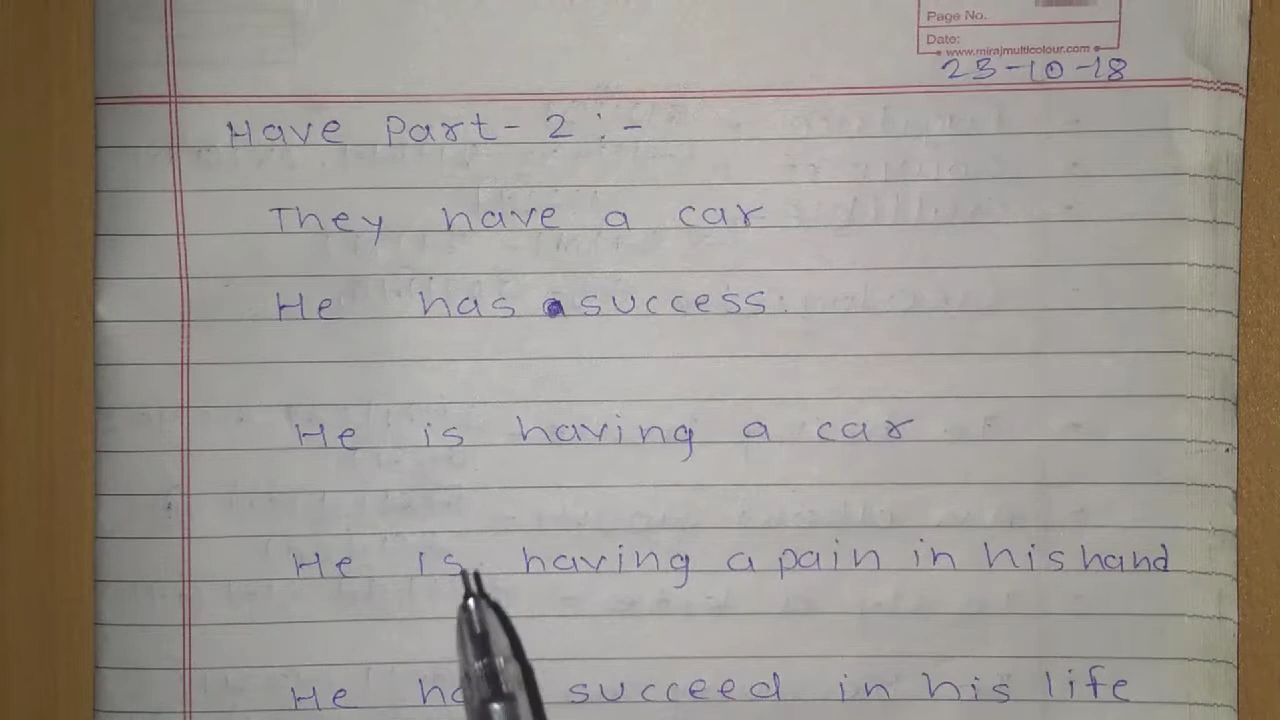 Page No.
Date:
www.mirajmulticolour.com
23-10-18
Have Part-2:-
They have a car
He has success.
He is having a car
He is having a pain in his hand
He succeed in his life